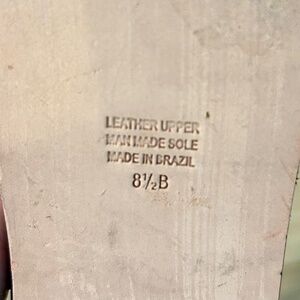 LEATHER UPPER
MAN MADE SOLE
MADE IN BRAZIL
8½B